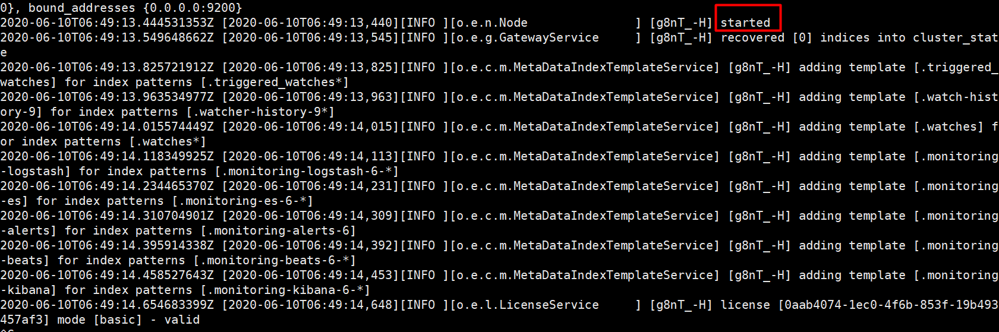 0}, bound_addresses {0.0.0.0:9200}
2020-06-10T06:49:13.444531353Z [2020-06-10T06:49:13,440][INFO ][o.e.n.Node               ] [g8nT_-H] started
2020-06-10T06:49:13.549648662Z [2020-06-10T06:49:13,545][INFO ][o.e.g.GatewayService     ] [g8nT_-H] recovered [0] indices into cluster_stat
e
2020-06-10T06:49:13.825721912Z [2020-06-10T06:49:13,825][INFO ][o.e.c.m.MetaDataIndexTemplateService] [g8nT_-H] adding template [.triggered_
watches] for index patterns [.triggered_watches*]
2020-06-10T06:49:13.963534977Z [2020-06-10T06:49:13,963][INFO ][o.e.c.m.MetaDataIndexTemplateService] [g8nT_-H] adding template [.watch-hist
ory-9] for index patterns [.watcher-history-9*]
2020-06-10T06:49:14.015574449Z [2020-06-10T06:49:14,015][INFO ][o.e.c.m.MetaDataIndexTemplateService] [g8nT_-H] adding template [.watches] f
or index patterns [.watches*]
2020-06-10T06:49:14.118349925Z [2020-06-10T06:49:14,113][INFO ][o.e.c.m.MetaDataIndexTemplateService] [g8nT_-H] adding template [.monitoring
-logstash] for index patterns [.monitoring-logstash-6-*]
2020-06-10T06:49:14.234465370Z [2020-06-10T06:49:14,231][INFO ][o.e.c.m.MetaDataIndexTemplateService] [g8nT_-H] adding template [.monitoring
-es] for index patterns [.monitoring-es-6-*]
2020-06-10T06:49:14.310704901Z [2020-06-10T06:49:14,309][INFO ][o.e.c.m.MetaDataIndexTemplateService] [g8nT_-H] adding template [.monitoring
-alerts] for index patterns [.monitoring-alerts-6]
2020-06-10T06:49:14.395914338Z [2020-06-10T06:49:14,392][INFO ][o.e.c.m.MetaDataIndexTemplateService] [g8nT_-H] adding template [.monitoring
-beats] for index patterns [.monitoring-beats-6-*]
2020-06-10T06:49:14.458527643Z [2020-06-10T06:49:14,453][INFO ][o.e.c.m.MetaDataIndexTemplateService] [g8nT_-H] adding template [.monitoring
-kibana] for index patterns [.monitoring-kibana-6-*]
2020-06-10T06:49:14.654683399Z [2020-06-10T06:49:14,648][INFO ][o.e.l.LicenseService     ] [g8nT_-H] license [0aab4074-1ec0-4f6b-853f-19b493
457af3] mode [basic] - valid